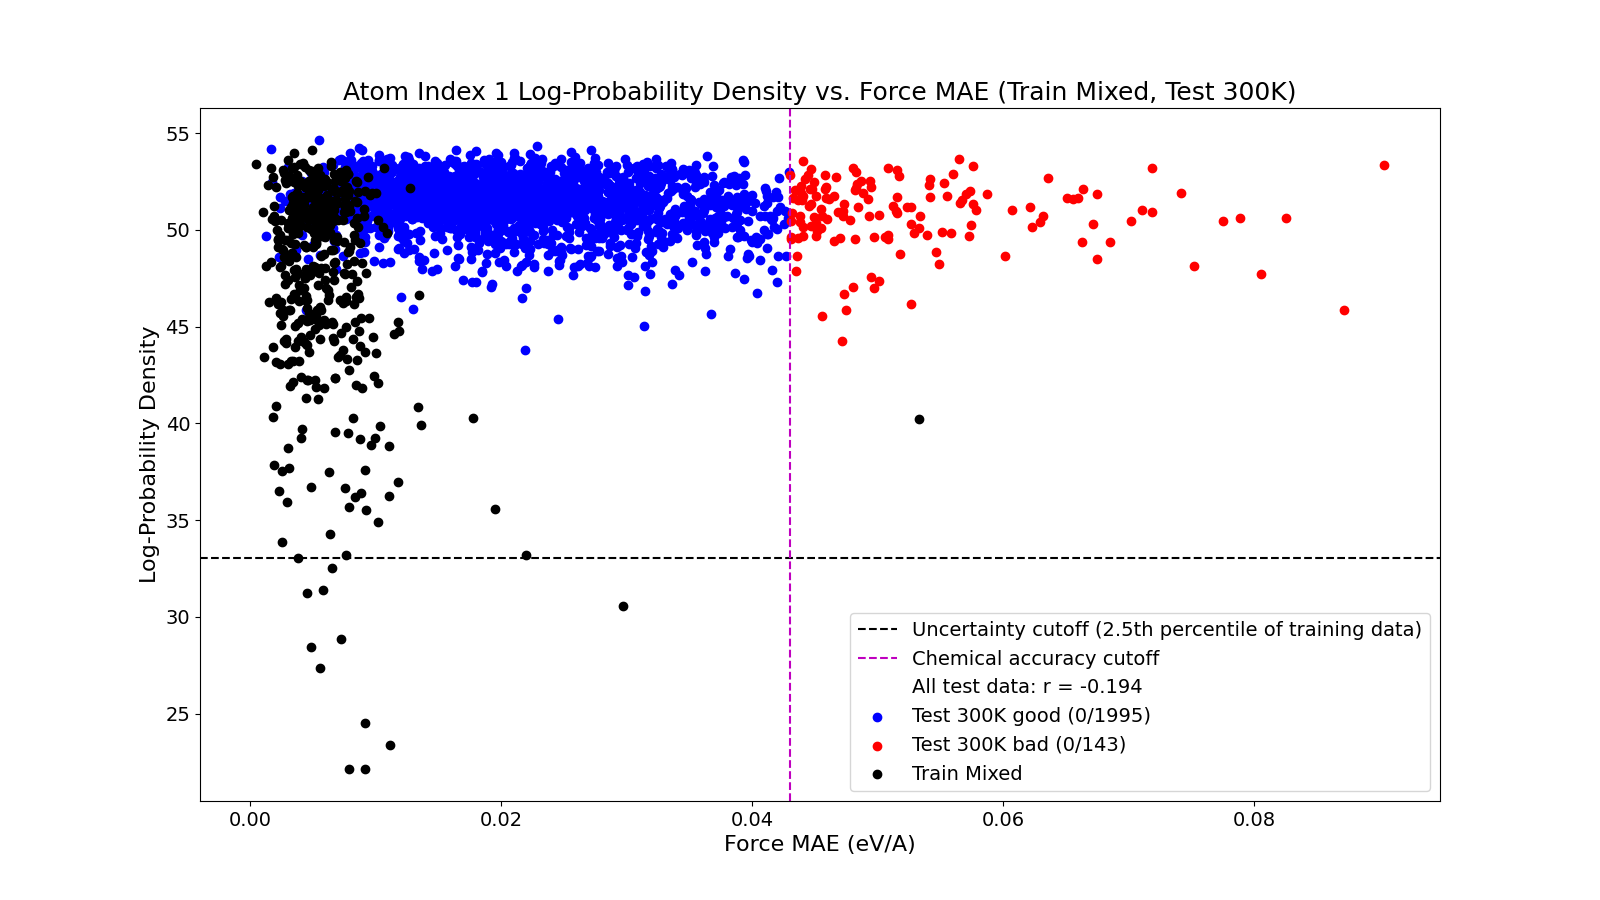 Atom Index 1 Log-Probability Density vs. Force MAE (Train Mixed, Test 300K)
Log-Probability Density
55
50
45
40
35
30
25
0.00
0.02
0.04
0.06
0.08
Force MAE (eV/A)
Uncertainty cutoff (2.5th percentile of training data)
Chemical accuracy cutoff
All test data: r = -0.194
Test 300K good (0/1995)
Test 300K bad (0/143)
Train Mixed